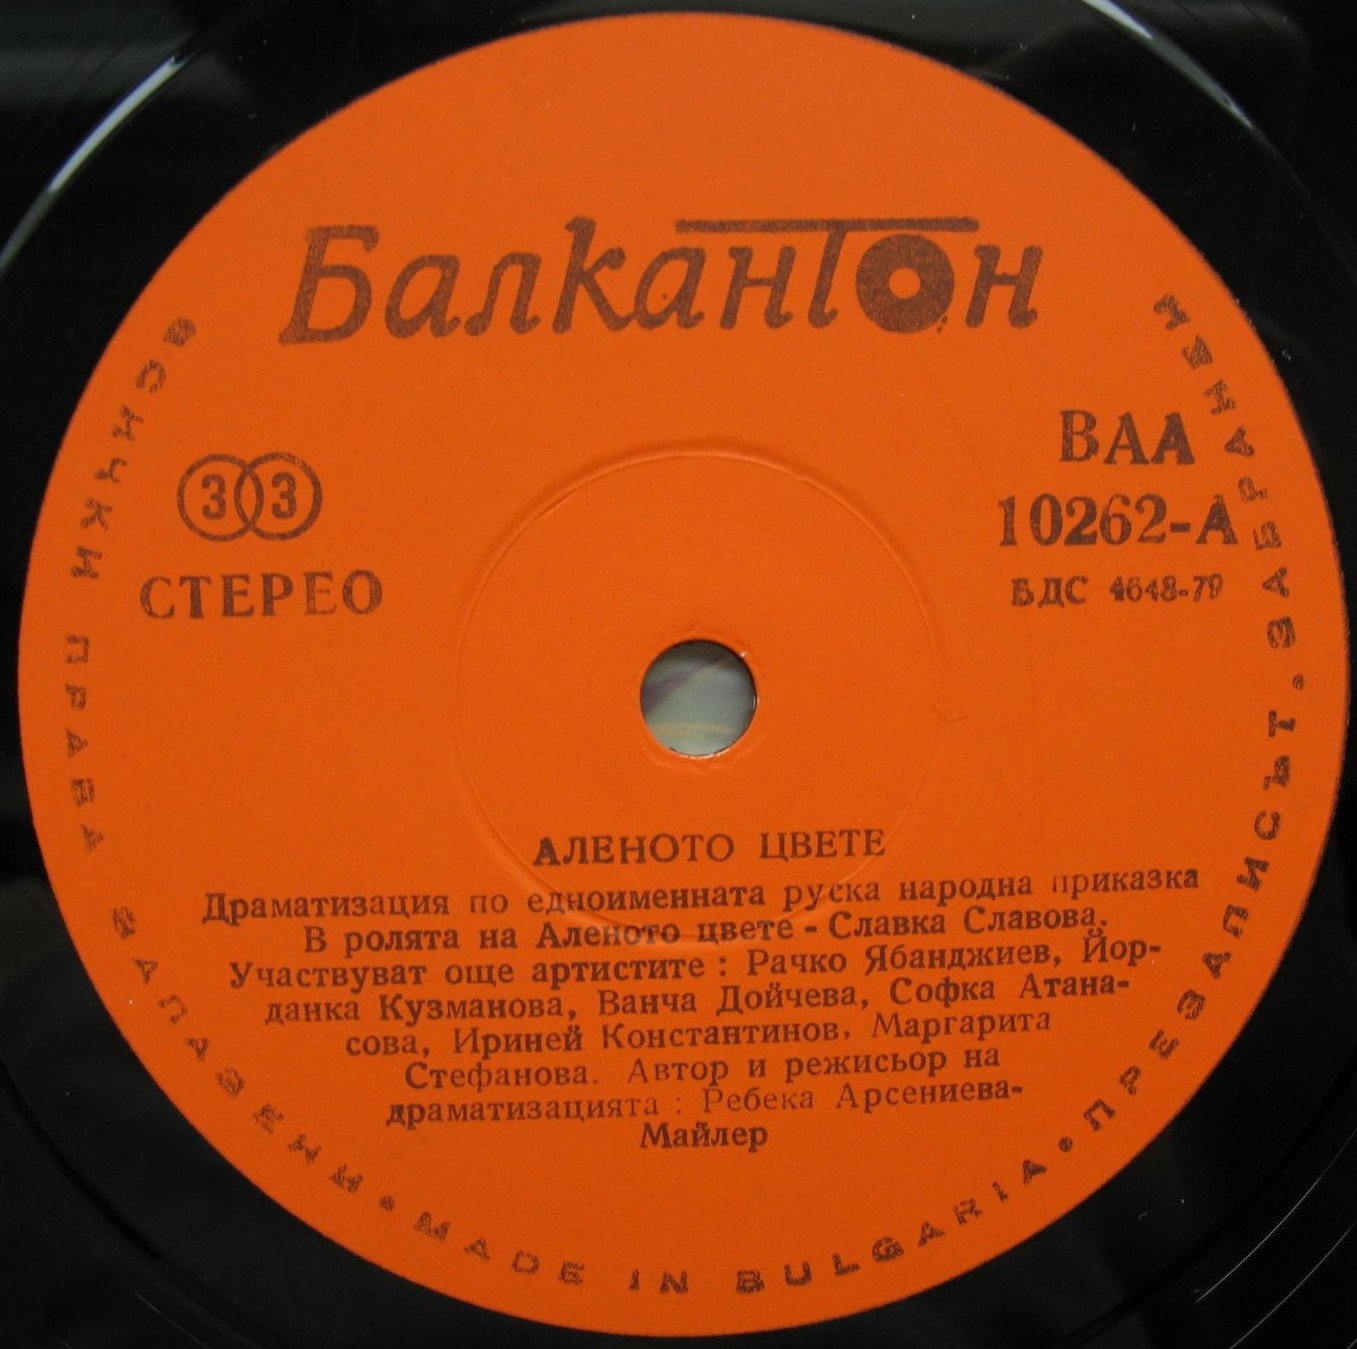 Балкантон
33
СТЕРЕО
ВАА
10262-А
БДС 4648-79
АЛЕНОТО ЦВЕТЕ
Драматизация по едноименната руска народна приказка
В ролята на Аленото цвете - Славка Славова.
Участвуват още артистите : Рачко Ябанджиев, Йор-
данка Кузманова, Ванча Дойчева, Софка Атана-
сова, Ириней Константинов, Маргарита
Стефанова. Автор и режисьор на
драматизацията : Ребека Арсениева-
Майлер
ВСИЧКИ ПРАВА ЗАПАЗЕНИ • MADE IN BULGARIA • ПРЕЗАПИСЪТ · ЗАБРАНЕН